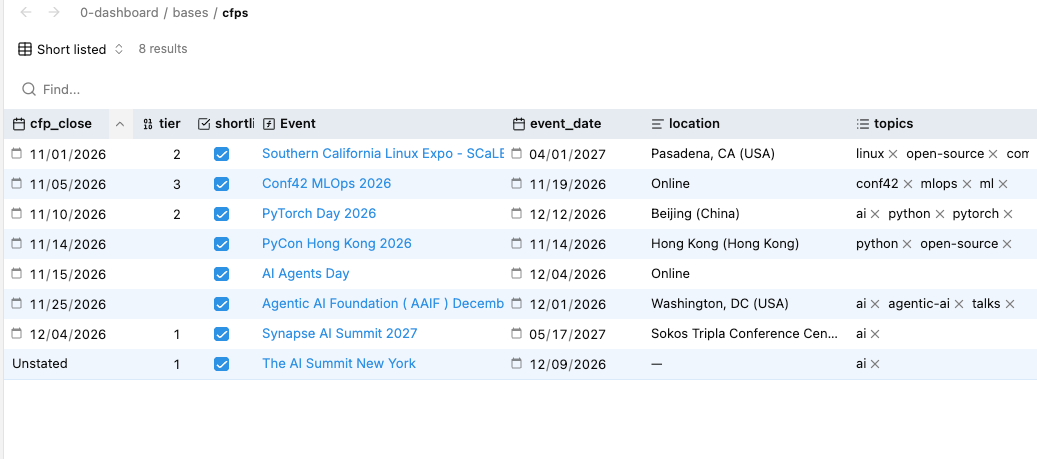 0-dashboard / bases / cfps
Short listed 8 results
Find...
cfp_close tier shortli Event event_date location topics
11/01/2026 2 Southern California Linux Expo - SCaLE 04/01/2027 Pasadena, CA (USA) linux × open-source × com
11/05/2026 3 Conf42 MLOps 2026 11/19/2026 Online conf42 × mlops × ml ×
11/10/2026 2 PyTorch Day 2026 12/12/2026 Beijing (China) ai × python × pytorch ×
11/14/2026 PyCon Hong Kong 2026 11/14/2026 Hong Kong (Hong Kong) python × open-source ×
11/15/2026 AI Agents Day 12/04/2026 Online
11/25/2026 Agentic AI Foundation ( AAIF ) Decemb 12/01/2026 Washington, DC (USA) ai × agentic-ai × talks ×
12/04/2026 1 Synapse AI Summit 2027 05/17/2027 Sokos Tripla Conference Cen... ai ×
Unstated 1 The AI Summit New York 12/09/2026 — ai ×